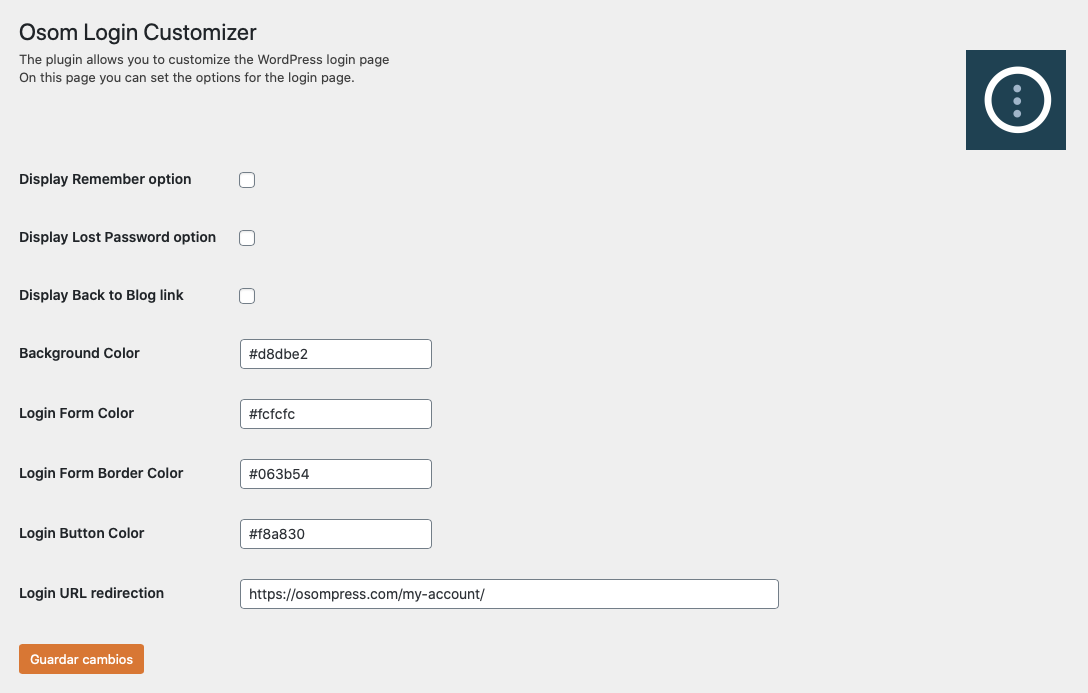 Osom Login Customizer
The plugin allows you to customize the WordPress login page
On this page you can set the options for the login page.
Display Remember option
Display Lost Password option
Display Back to Blog link
Background Color
#d8dbe2
Login Form Color
#fcfcfc
Login Form Border Color
#063b54
Login Button Color
#f8a830
Login URL redirection
https://osompress.com/my-account/
Guardar cambios